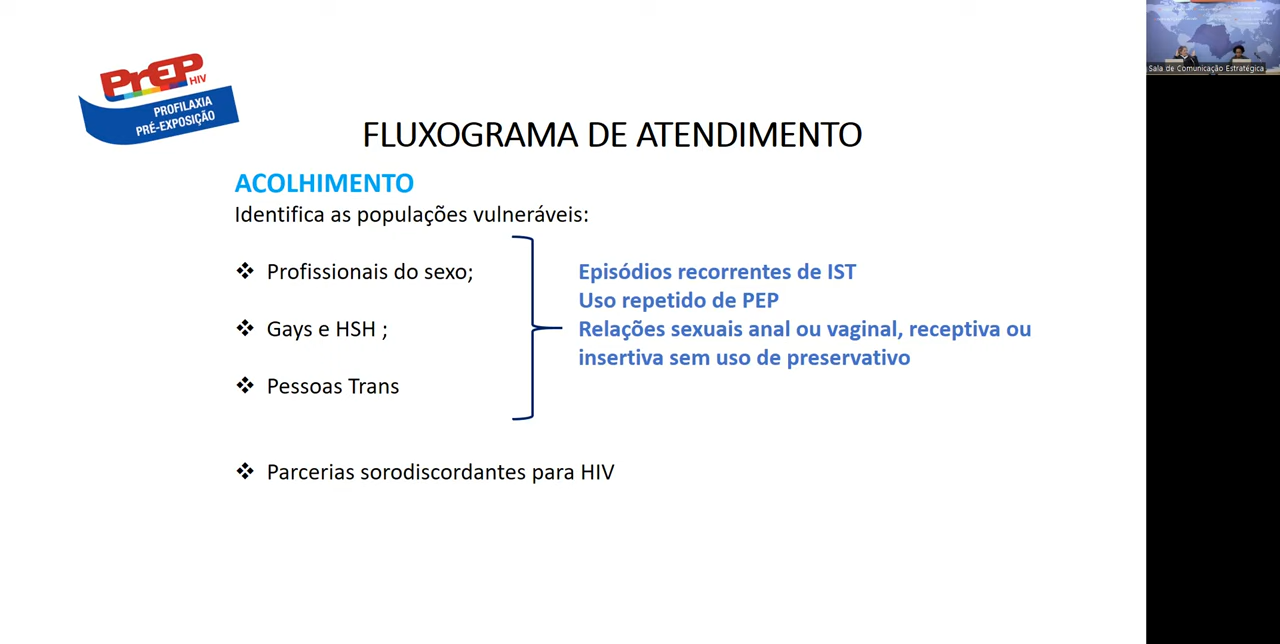 PrEP
HIV
PROFILAXIA
PRÉ-EXPOSIÇÃO
FLUXOGRAMA DE ATENDIMENTO
ACOLHIMENTO
Identifica as populações vulneráveis:
❖ Profissionais do sexo;
❖ Gays e HSH ;
❖ Pessoas Trans
Episódios recorrentes de IST
Uso repetido de PEP
Relações sexuais anal ou vaginal, receptiva ou
insertiva sem uso de preservativo
❖ Parcerias sorodiscordantes para HIV
Sala de Comunicação Estratégica